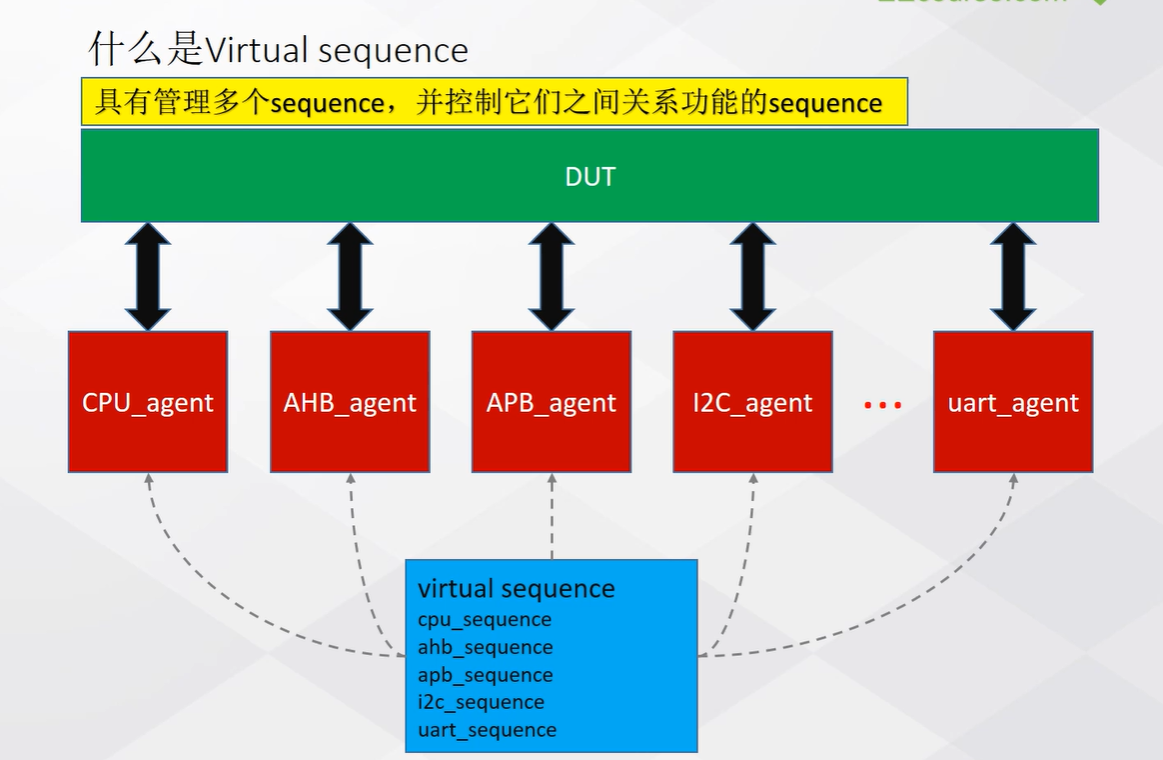 什么是Virtual sequence
具有管理多个sequence，并控制它们之间关系功能的sequence
DUT
CPU_agent
AHB_agent
APB_agent
I2C_agent
...
uart_agent
virtual sequence
cpu_sequence
ahb_sequence
apb_sequence
i2c_sequence
uart_sequence